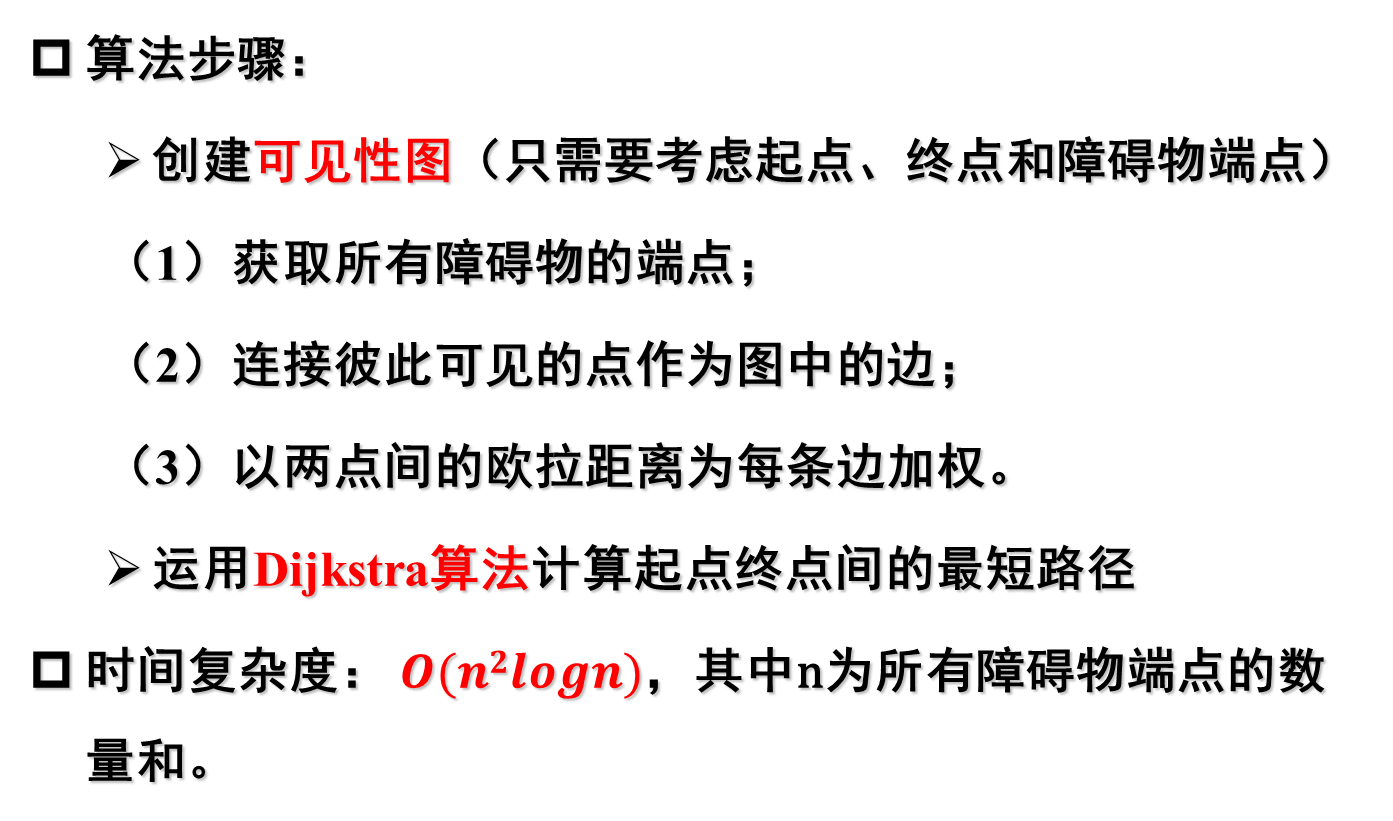 算法步骤：
创建可见性图（只需要考虑起点、终点和障碍物端点）
（1）获取所有障碍物的端点；
（2）连接彼此可见的点作为图中的边；
（3）以两点间的欧拉距离为每条边加权。
运用Dijkstra算法计算起点终点间的最短路径
时间复杂度： O(n²logn)，其中n为所有障碍物端点的数
量和。